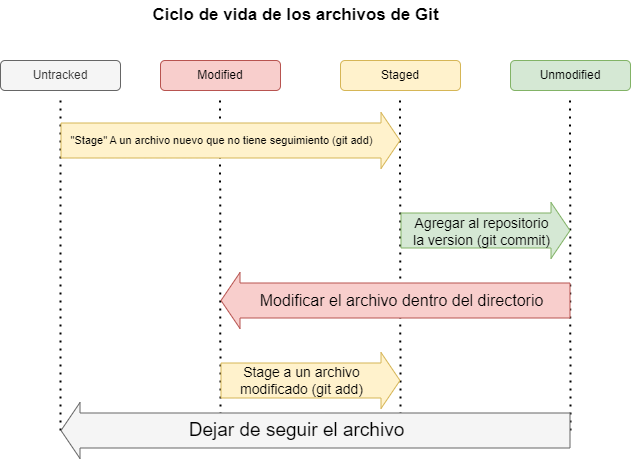 Ciclo de vida de los archivos de Git
Untracked
Modified
Staged
Unmodified
"Stage" A un archivo nuevo que no tiene seguimiento (git add)
Agregar al repositorio
la version (git commit)
Modificar el archivo dentro del directorio
Stage a un archivo
modificado (git add)
Dejar de seguir el archivo